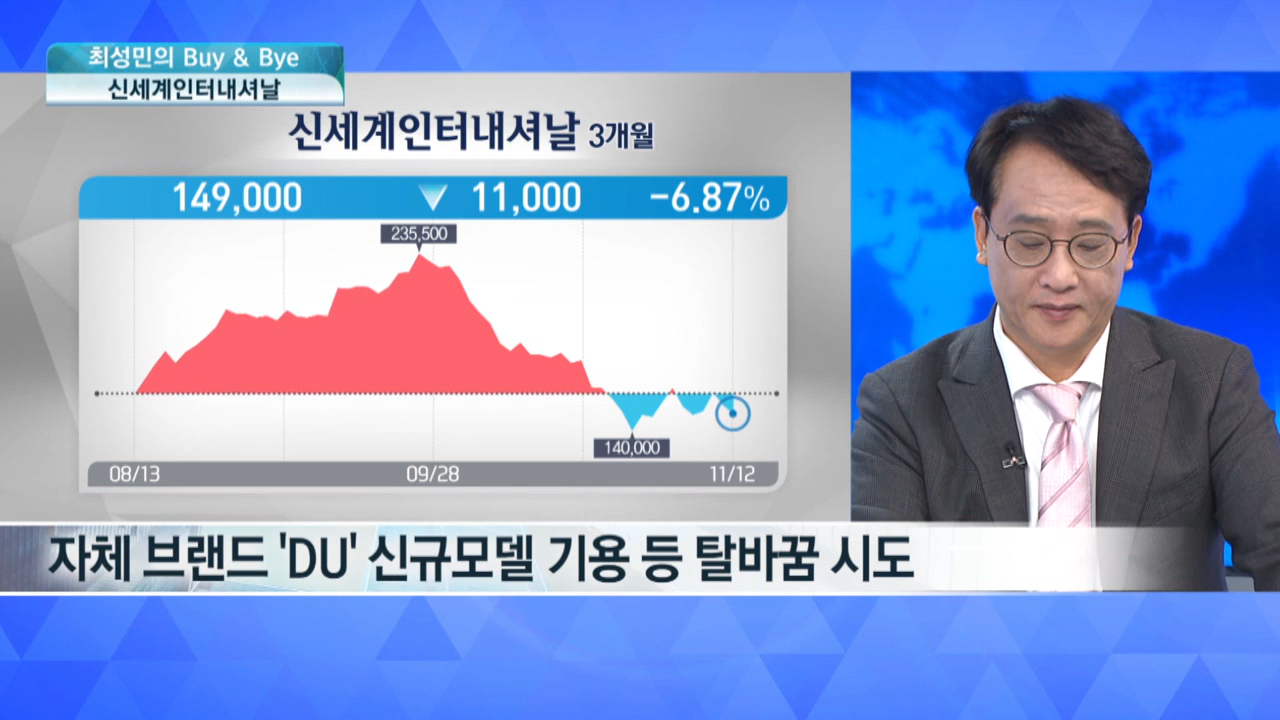 최성민의 Buy & Bye
신세계인터내셔날
신세계인터내셔날 3개월
149,000 ▼ 11,000 -6.87%
235,500
140,000
08/13 09/28 11/12
자체 브랜드 'DU' 신규모델 기용 등 탈바꿈 시도